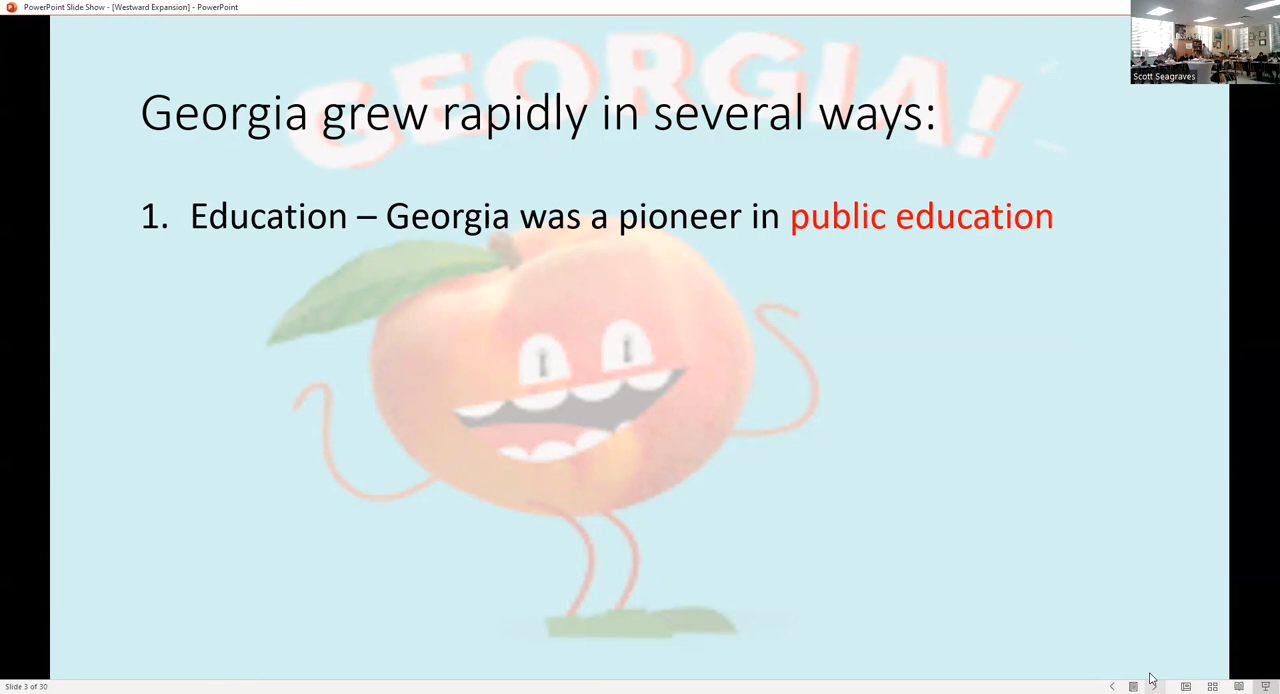 PowerPoint Slide Show - [Westward Expansion] - PowerPoint
Scott Seagraves
GEORGIA!
Georgia grew rapidly in several ways:
1. Education – Georgia was a pioneer in public education
Slide 3 of 30